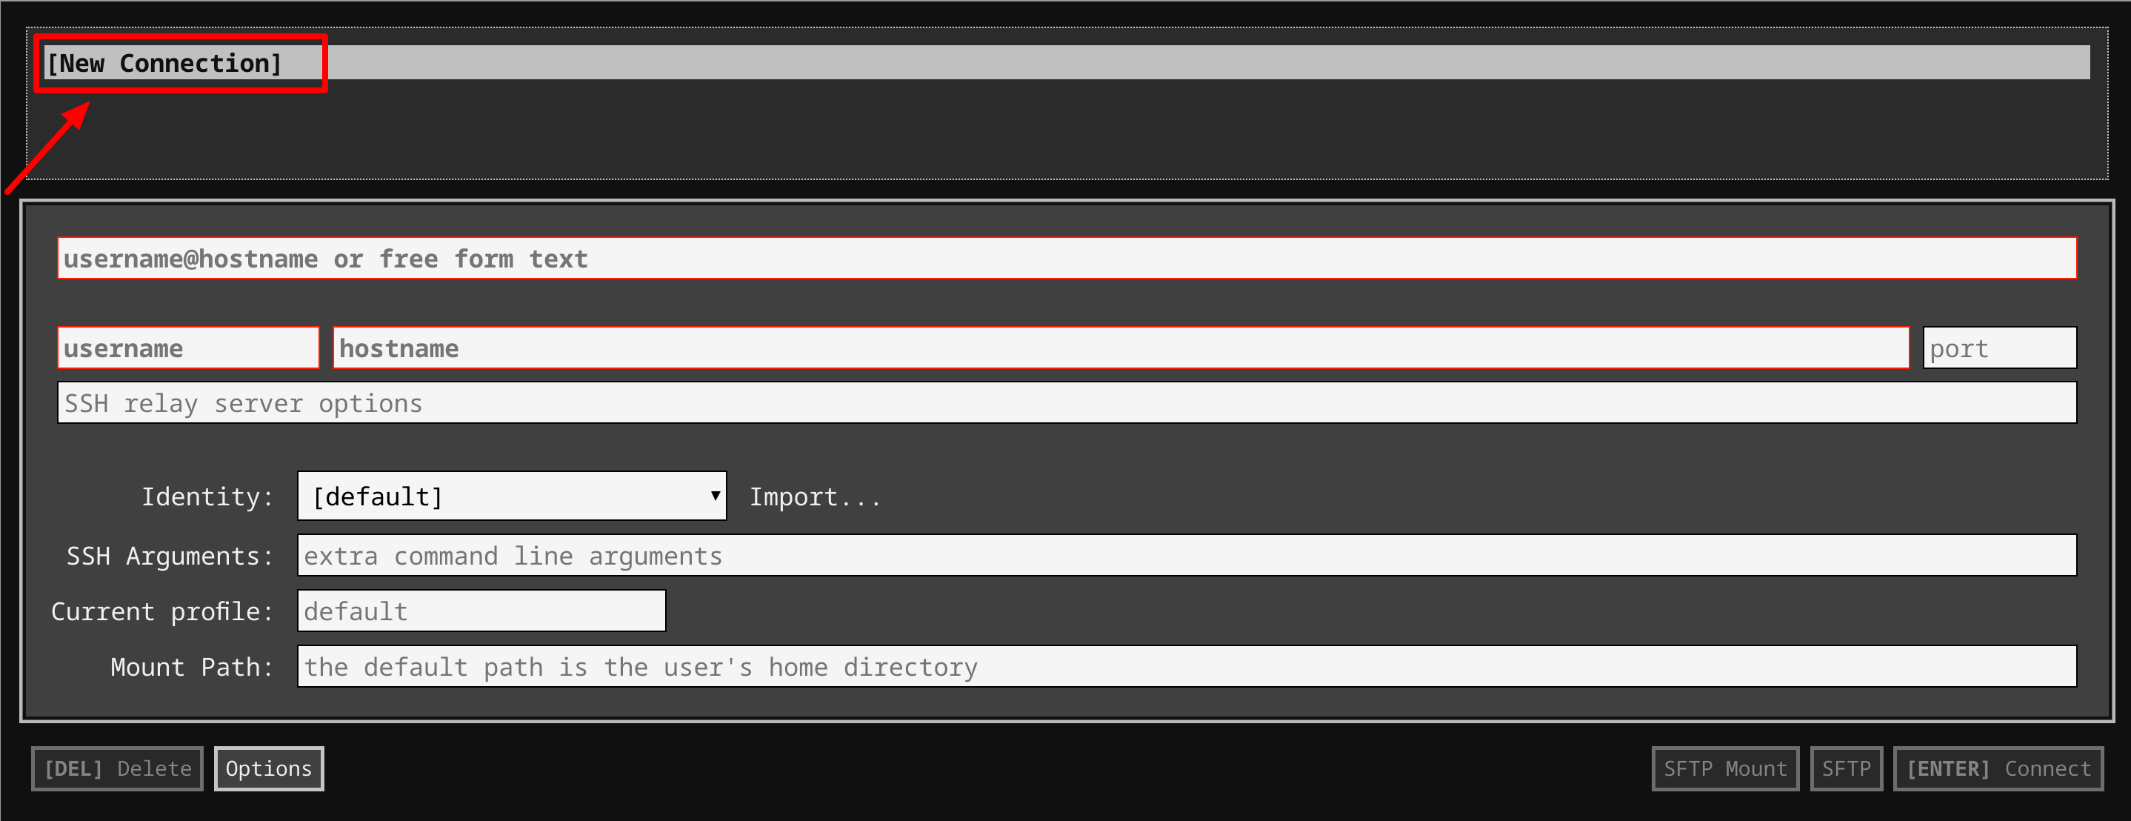 [New Connection]
username@hostname or free form text
username hostname port
SSH relay server options
Identity: [default] Import...
SSH Arguments: extra command line arguments
Current profile: default
Mount Path: the default path is the user's home directory
[DEL] Delete Options SFTP Mount SFTP [ENTER] Connect